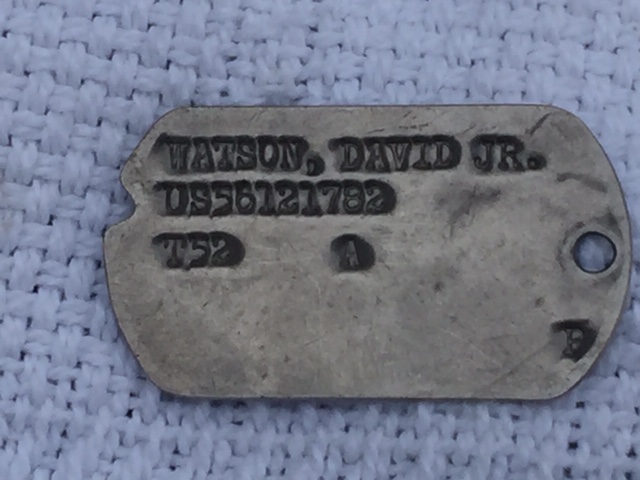 WATSON, DAVID JR.
US56121782
T52 A
P